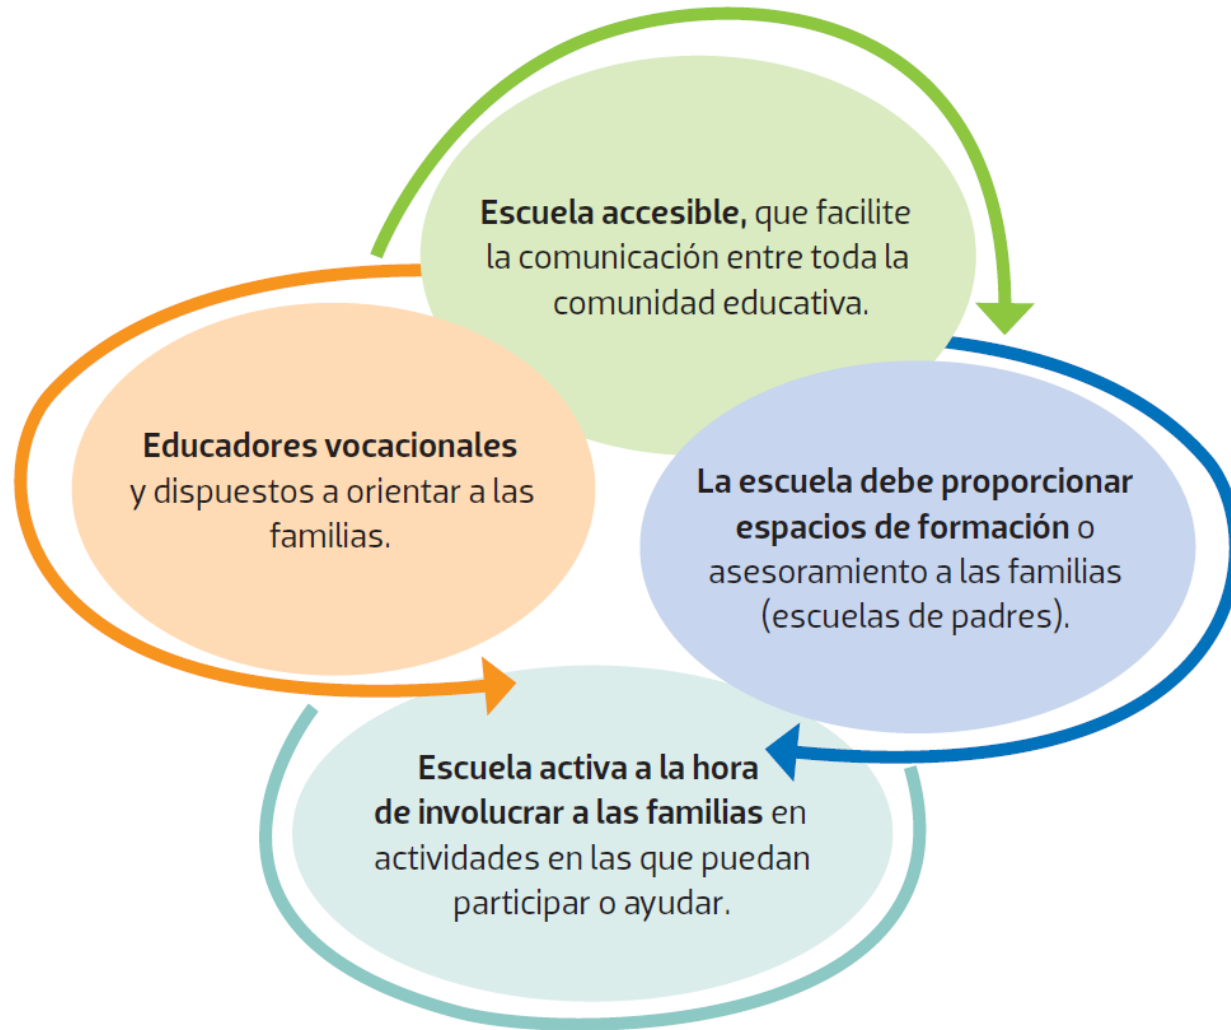 Escuela accesible, que facilite
la comunicación entre toda la
comunidad educativa.
Educadores vocacionales
y dispuestos a orientar a las
familias.
La escuela debe proporcionar
espacios de formación o
asesoramiento a las familias
(escuelas de padres).
Escuela activa a la hora
de involucrar a las familias en
actividades en las que puedan
participar o ayudar.